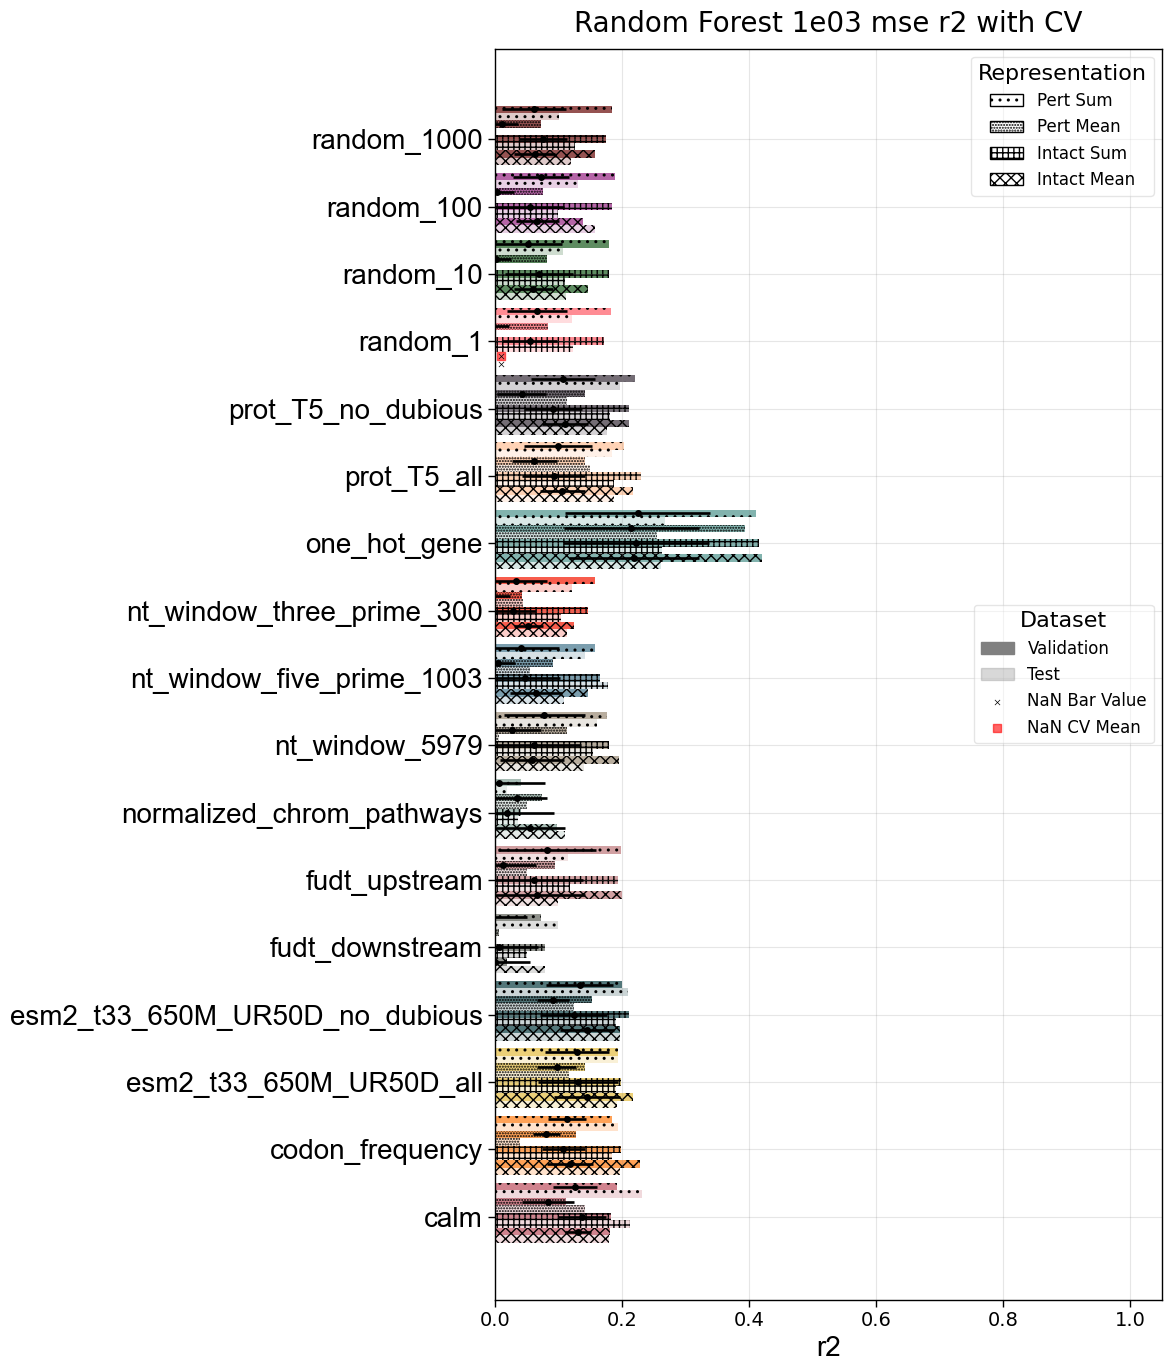 Random Forest 1e03 mse r2 with CV
Representation
Pert Sum
Pert Mean
Intact Sum
Intact Mean
random_1000
random_100
random_10
random_1
prot_T5_no_dubious
prot_T5_all
one_hot_gene
nt_window_three_prime_300
nt_window_five_prime_1003
nt_window_5979
normalized_chrom_pathways
fudt_upstream
fudt_downstream
esm2_t33_650M_UR50D_no_dubious
esm2_t33_650M_UR50D_all
codon_frequency
calm
Dataset
Validation
Test
NaN Bar Value
NaN CV Mean
0.0 0.2 0.4 0.6 0.8 1.0
r2